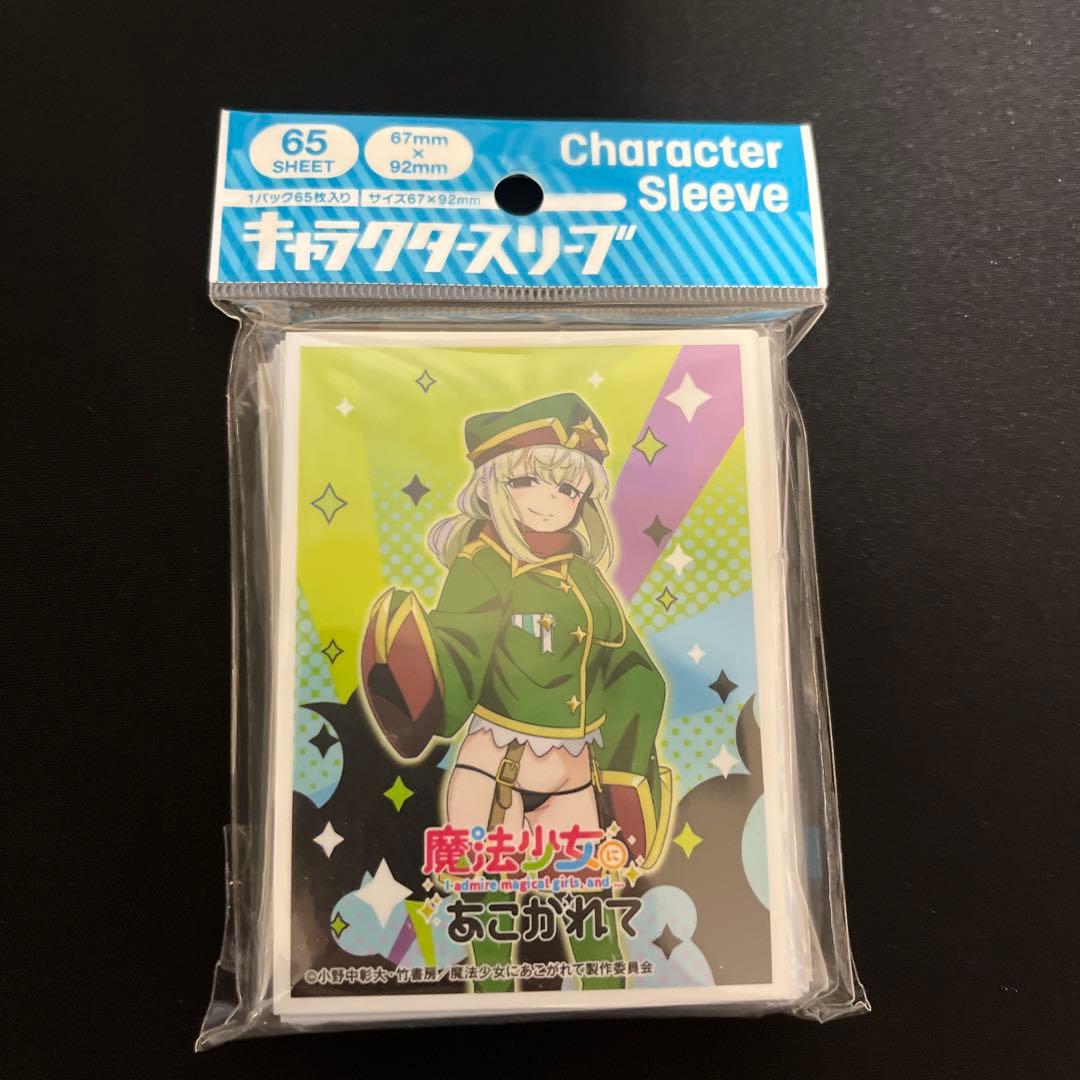 65
SHEET
67mm
×
92mm
Character
Sleeve
1パック65枚入り サイズ67×92mm
キャラクタースリーブ
魔法少女に
I admire magical girls, and ...
あこがれて
©小野中彰大・竹書房／魔法少女にあこがれて製作委員会